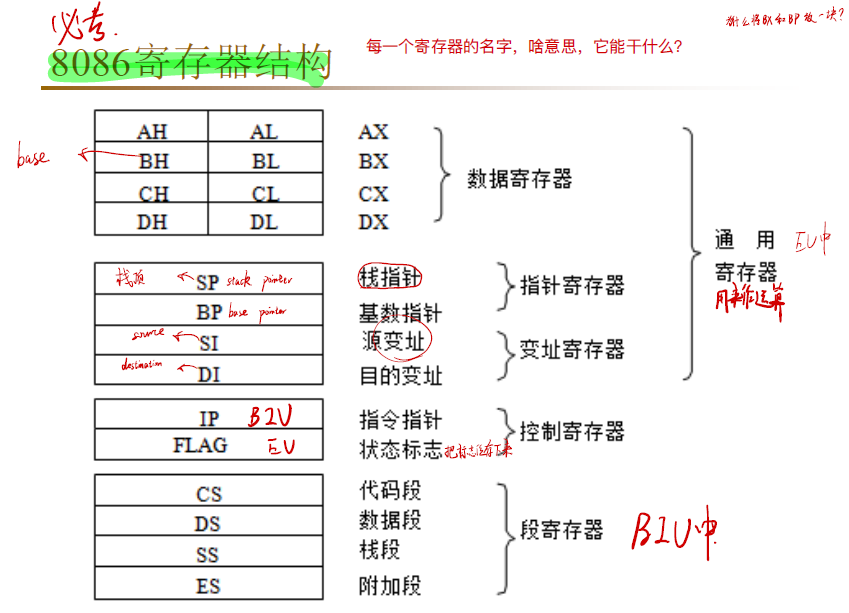 必考.
为什么将BX和BP放一块?
8086寄存器结构
每一个寄存器的名字，啥意思，它能干什么？
AH AL AX
base BH BL BX
数据寄存器
CH CL CX
DH DL DX
通 用 EU中
寄存器
用来做运算
栈顶 SP stack pointer 栈指针
指针寄存器
BP base pointer 基数指针
source SI 源变址
变址寄存器
destination DI 目的变址
IP BIU 指令指针
控制寄存器
FLAG EU 状态标志
CS 代码段
DS 数据段
段寄存器 BIU中
SS 栈段
ES 附加段